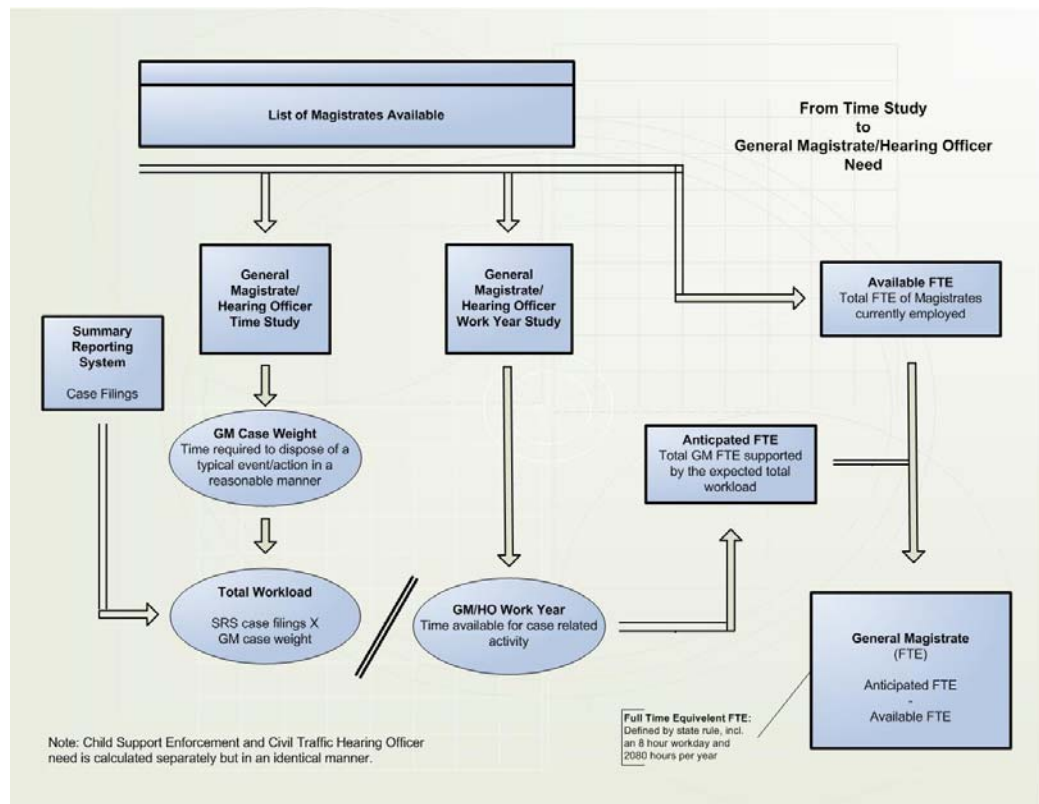 List of Magistrates Available
From Time Study
to
General Magistrate/Hearing Officer
Need
General
Magistrate/
Hearing Officer
Time Study
General
Magistrate/
Hearing Officer
Work Year Study
Available FTE
Total FTE of Magistrates
currently employed
Summary
Reporting
System
Case Filings
GM Case Weight
Time required to dispose of a
typical event/action in a
reasonable manner
Anticpated FTE
Total GM FTE supported
by the expected total
workload
Total Workload
SRS case filings X
GM case weight
GM/HO Work Year
Time available for case related
activity
General Magistrate
(FTE)
Anticipated FTE
-
Available FTE
Full Time Equivelent FTE:
Defined by state rule, incl.
an 8 hour workday and
2080 hours per year
Note: Child Support Enforcement and Civil Traffic Hearing Officer
need is calculated separately but in an identical manner.